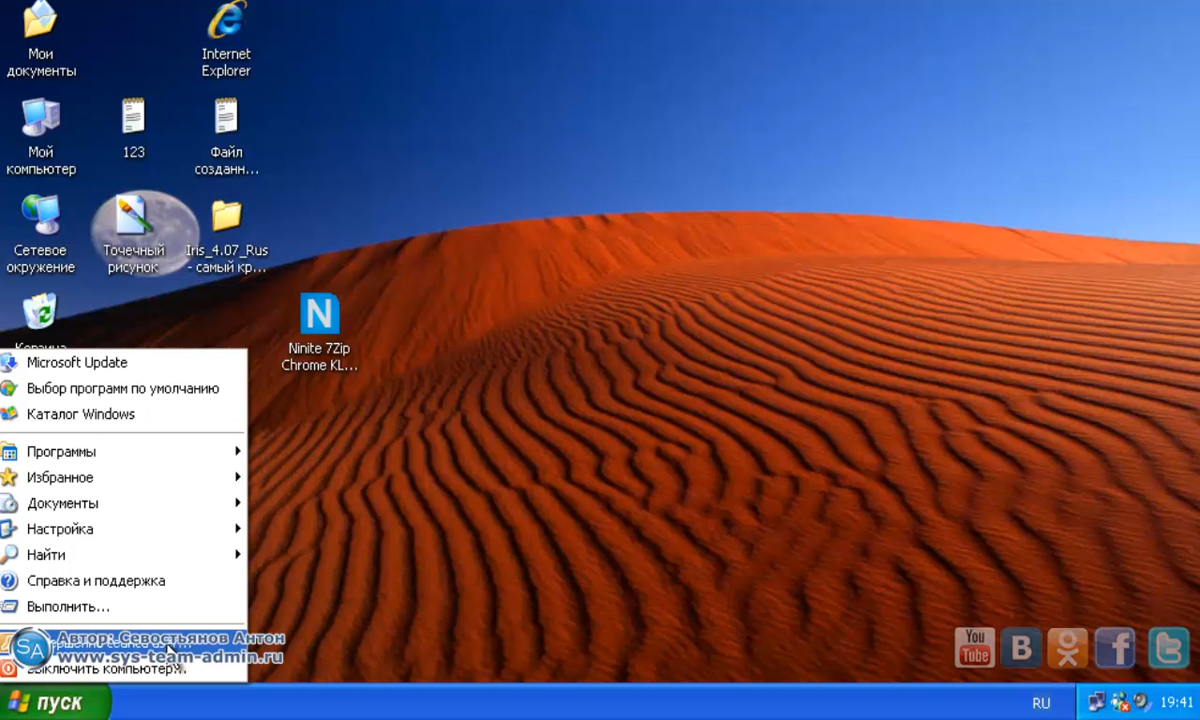 Мои
документы
Internet
Explorer
Мой
компьютер
123
Файл
созданн...
Сетевое
окружение
Точечный
рисунок
Iris_4.07_Rus
- самый кр...
Корзина
N
Ninite 7Zip
Chrome KL...
Microsoft Update
Выбор программ по умолчанию
Каталог Windows
Программы
Избранное
Документы
Настройка
Найти
Справка и поддержка
Выполнить...
SA
Автор: Севостьянов Антон
www.sys-team-admin.ru
Выключить компьютер...
You
Tube
B
f
t
пуск
RU
19:41